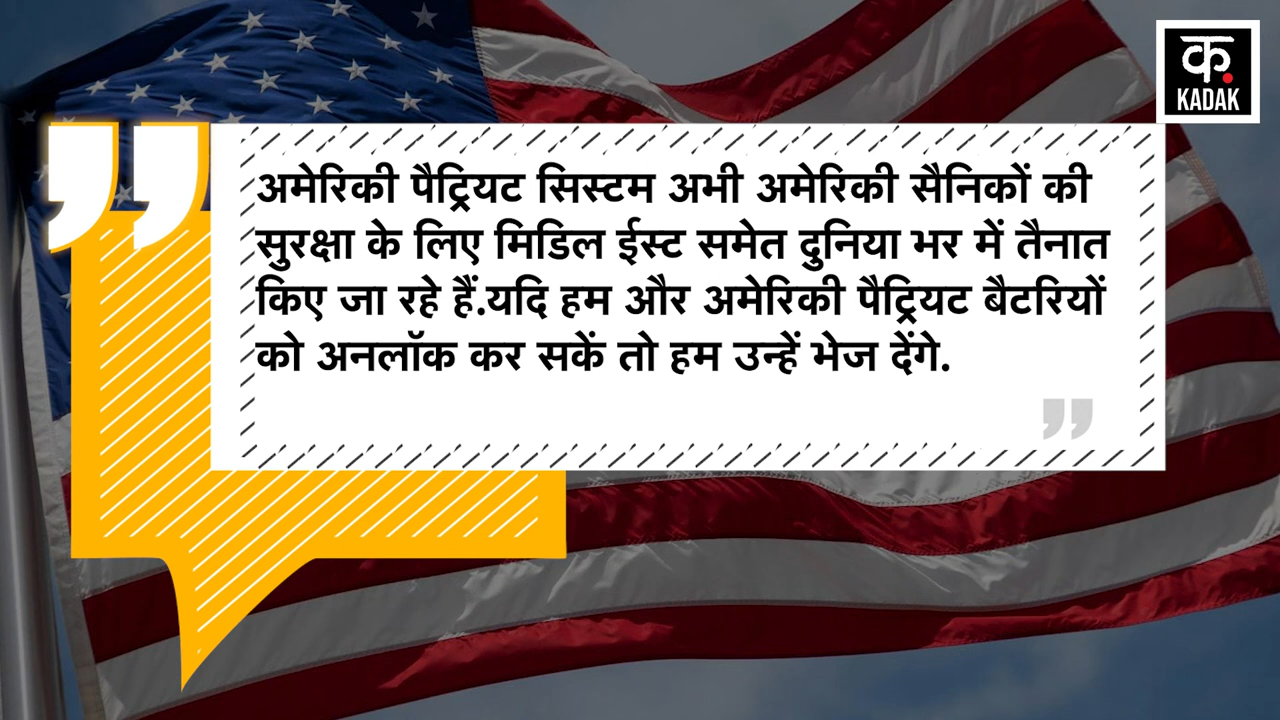 क
KADAK
अमेरिकी पैट्रियट सिस्टम अभी अमेरिकी सैनिकों की
सुरक्षा के लिए मिडिल ईस्ट समेत दुनिया भर में तैनात
किए जा रहे हैं.यदि हम और अमेरिकी पैट्रियट बैटरियों
को अनलॉक कर सकें तो हम उन्हें भेज देंगे.